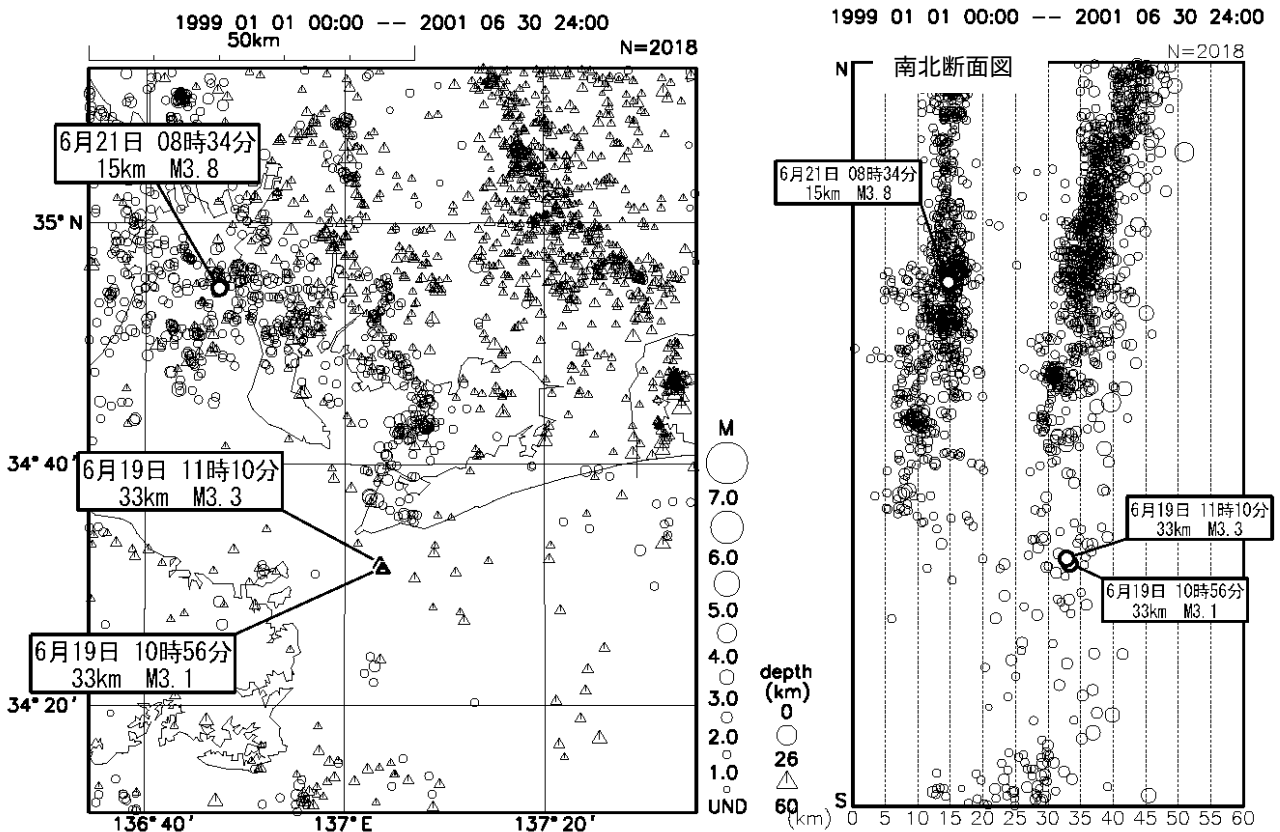 1999 01 01 00:00 -- 2001 06 30 24:00
50km
N=2018
6月21日 08時34分
15km M3.8
35°N
34°40'
6月19日 11時10分
33km M3.3
6月19日 10時56分
33km M3.1
34°20'
136°40'
137°E
137°20'
M
7.0
6.0
5.0
4.0
3.0
2.0
1.0
UND
depth
(km)
0
26
60
1999 01 01 00:00 -- 2001 06 30 24:00
N=2018
N
南北断面図
6月21日 08時34分
15km M3.8
6月19日 11時10分
33km M3.3
6月19日 10時56分
33km M3.1
S
(km)
0 5 10 15 20 25 30 35 40 45 50 55 60